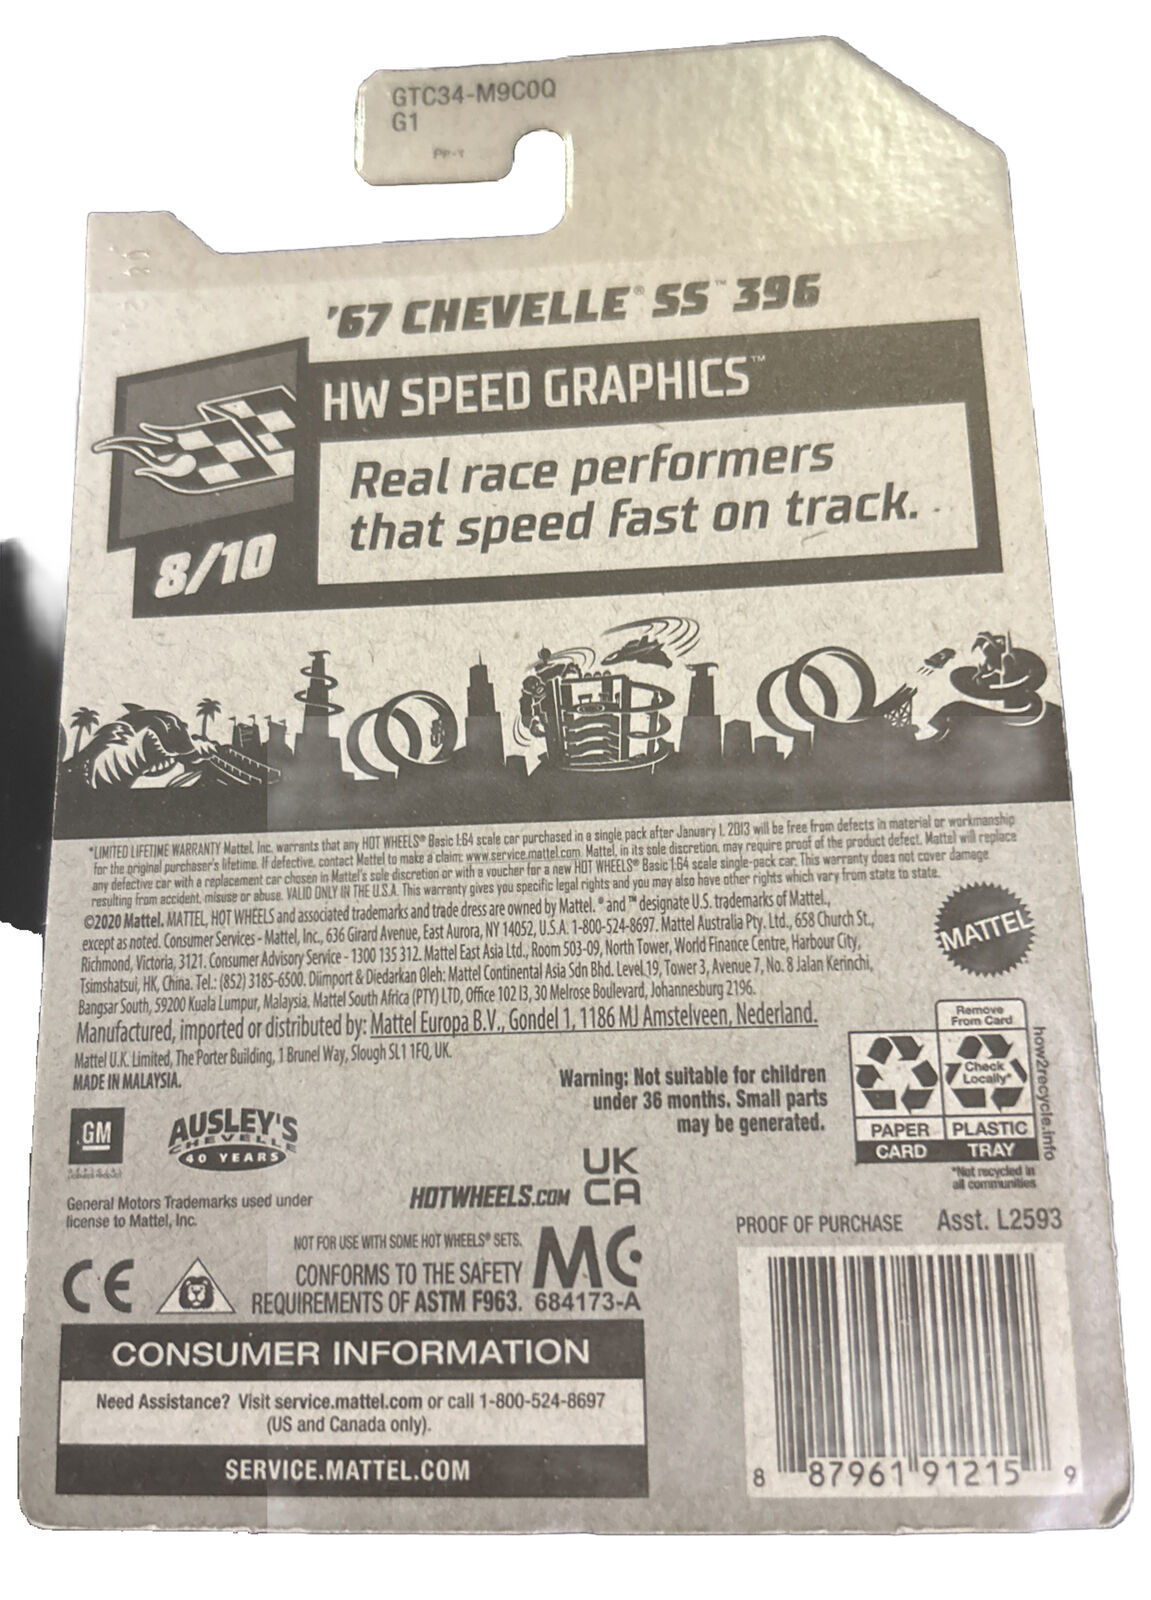 GTC34-M9C0Q
G1
PP-Y
'67 CHEVELLE® SS™ 396
HW SPEED GRAPHICS™
Real race performers
that speed fast on track.
8/10
*LIMITED LIFETIME WARRANTY Mattel, Inc. warrants that any HOT WHEELS® Basic 1:64 scale car purchased in a single pack after January 1, 2013 will be free from defects in material or workmanship
for the original purchaser's lifetime. If defective, contact Mattel to make a claim: www.service.mattel.com. Mattel, in its sole discretion, may require proof of the product defect. Mattel will replace
any defective car with a replacement car chosen in Mattel's sole discretion or with a voucher for a new HOT WHEELS® Basic 1:64 scale single-pack car. This warranty does not cover damage
resulting from accident, misuse or abuse. VALID ONLY IN THE U.S.A. This warranty gives you specific legal rights and you may also have other rights which vary from state to state.
©2020 Mattel. MATTEL, HOT WHEELS and associated trademarks and trade dress are owned by Mattel. ® and ™ designate U.S. trademarks of Mattel.,
except as noted. Consumer Services - Mattel, Inc., 636 Girard Avenue, East Aurora, NY 14052, U.S.A. 1-800-524-8697. Mattel Australia Pty. Ltd., 658 Church St.,
Richmond, Victoria, 3121. Consumer Advisory Service - 1300 135 312. Mattel East Asia Ltd., Room 503-09, North Tower, World Finance Centre, Harbour City,
Tsimshatsui, HK, China. Tel.: (852) 3185-6500. Diimport & Diedarkan Oleh: Mattel Continental Asia Sdn Bhd. Level 19, Tower 3, Avenue 7, No. 8 Jalan Kerinchi,
Bangsar South, 59200 Kuala Lumpur, Malaysia. Mattel South Africa (PTY) LTD, Office 102 I3, 30 Melrose Boulevard, Johannesburg 2196.
Manufactured, imported or distributed by: Mattel Europa B.V., Gondel 1, 1186 MJ Amstelveen, Nederland.
Mattel U.K. Limited, The Porter Building, 1 Brunel Way, Slough SL1 1FQ, UK.
MADE IN MALAYSIA.
MATTEL
Warning: Not suitable for children
under 36 months. Small parts
may be generated.
Remove
From Card
Check
Locally*
PAPER
PLASTIC
CARD
TRAY
how2recycle.info
*Not recycled in
all communities
GM
OFFICIAL
LICENSED PRODUCT
AUSLEY'S
CHEVELLE
40 YEARS
General Motors Trademarks used under
license to Mattel, Inc.
HOTWHEELS.COM
UK
CA
NOT FOR USE WITH SOME HOT WHEELS® SETS.
CE
CONFORMS TO THE SAFETY
REQUIREMENTS OF ASTM F963.
MC
684173-A
PROOF OF PURCHASE
Asst. L2593
CONSUMER INFORMATION
Need Assistance? Visit service.mattel.com or call 1-800-524-8697
(US and Canada only).
SERVICE.MATTEL.COM
8 87961 91215 9